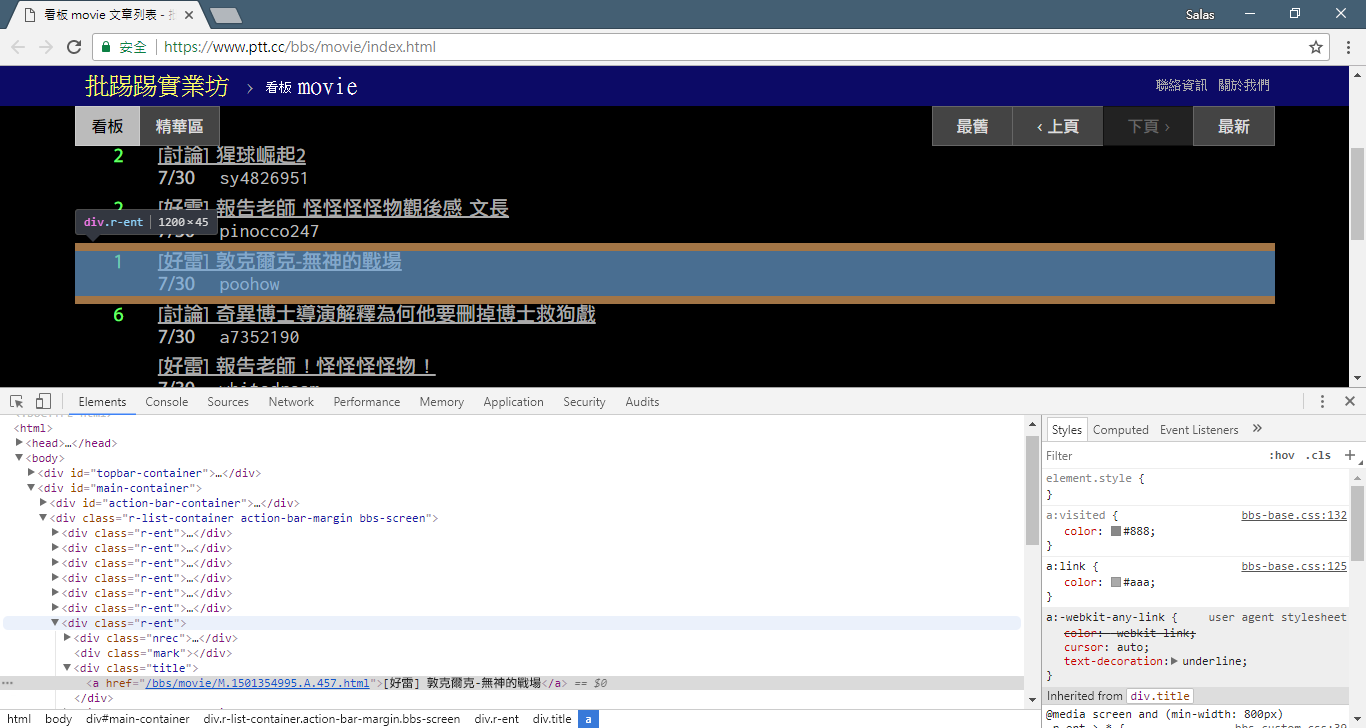 看板 movie 文章列表 - 批
Salas
安全 https://www.ptt.cc/bbs/movie/index.html
批踢踢實業坊 › 看板 movie 聯絡資訊 關於我們
看板 精華區 最舊 ‹ 上頁 下頁 › 最新
2 [討論] 猩球崛起2
7/30 sy4826951
2 [好雷] 報告老師 怪怪怪怪物觀後感 文長
div.r-ent 1200×45
7/30 pinocco247
1 [好雷] 敦克爾克-無神的戰場
7/30 poohow
6 [討論] 奇異博士導演解釋為何他要刪掉博士救狗戲
7/30 a7352190
[好雷] 報告老師！怪怪怪怪物！
7/30
Elements Console Sources Network Performance Memory Application Security Audits
<html>
<head>…</head>
<body>
<div id="topbar-container">…</div>
<div id="main-container">
<div id="action-bar-container">…</div>
<div class="r-list-container action-bar-margin bbs-screen">
<div class="r-ent">…</div>
<div class="r-ent">…</div>
<div class="r-ent">…</div>
<div class="r-ent">…</div>
<div class="r-ent">…</div>
<div class="r-ent">…</div>
<div class="r-ent">
<div class="nrec">…</div>
<div class="mark"></div>
<div class="title">
<a href="/bbs/movie/M.1501354995.A.457.html">[好雷] 敦克爾克-無神的戰場</a> == $0
</div>
html body div#main-container div.r-list-container.action-bar-margin.bbs-screen div.r-ent div.title a
Styles Computed Event Listeners »
Filter :hov .cls +
element.style {
}
a:visited { bbs-base.css:132
color: #888;
}
a:link { bbs-base.css:125
color: #aaa;
}
a:-webkit-any-link { user agent stylesheet
color: -webkit-link;
cursor: auto;
text-decoration: underline;
}
Inherited from div.title
@media screen and (min-width: 800px)